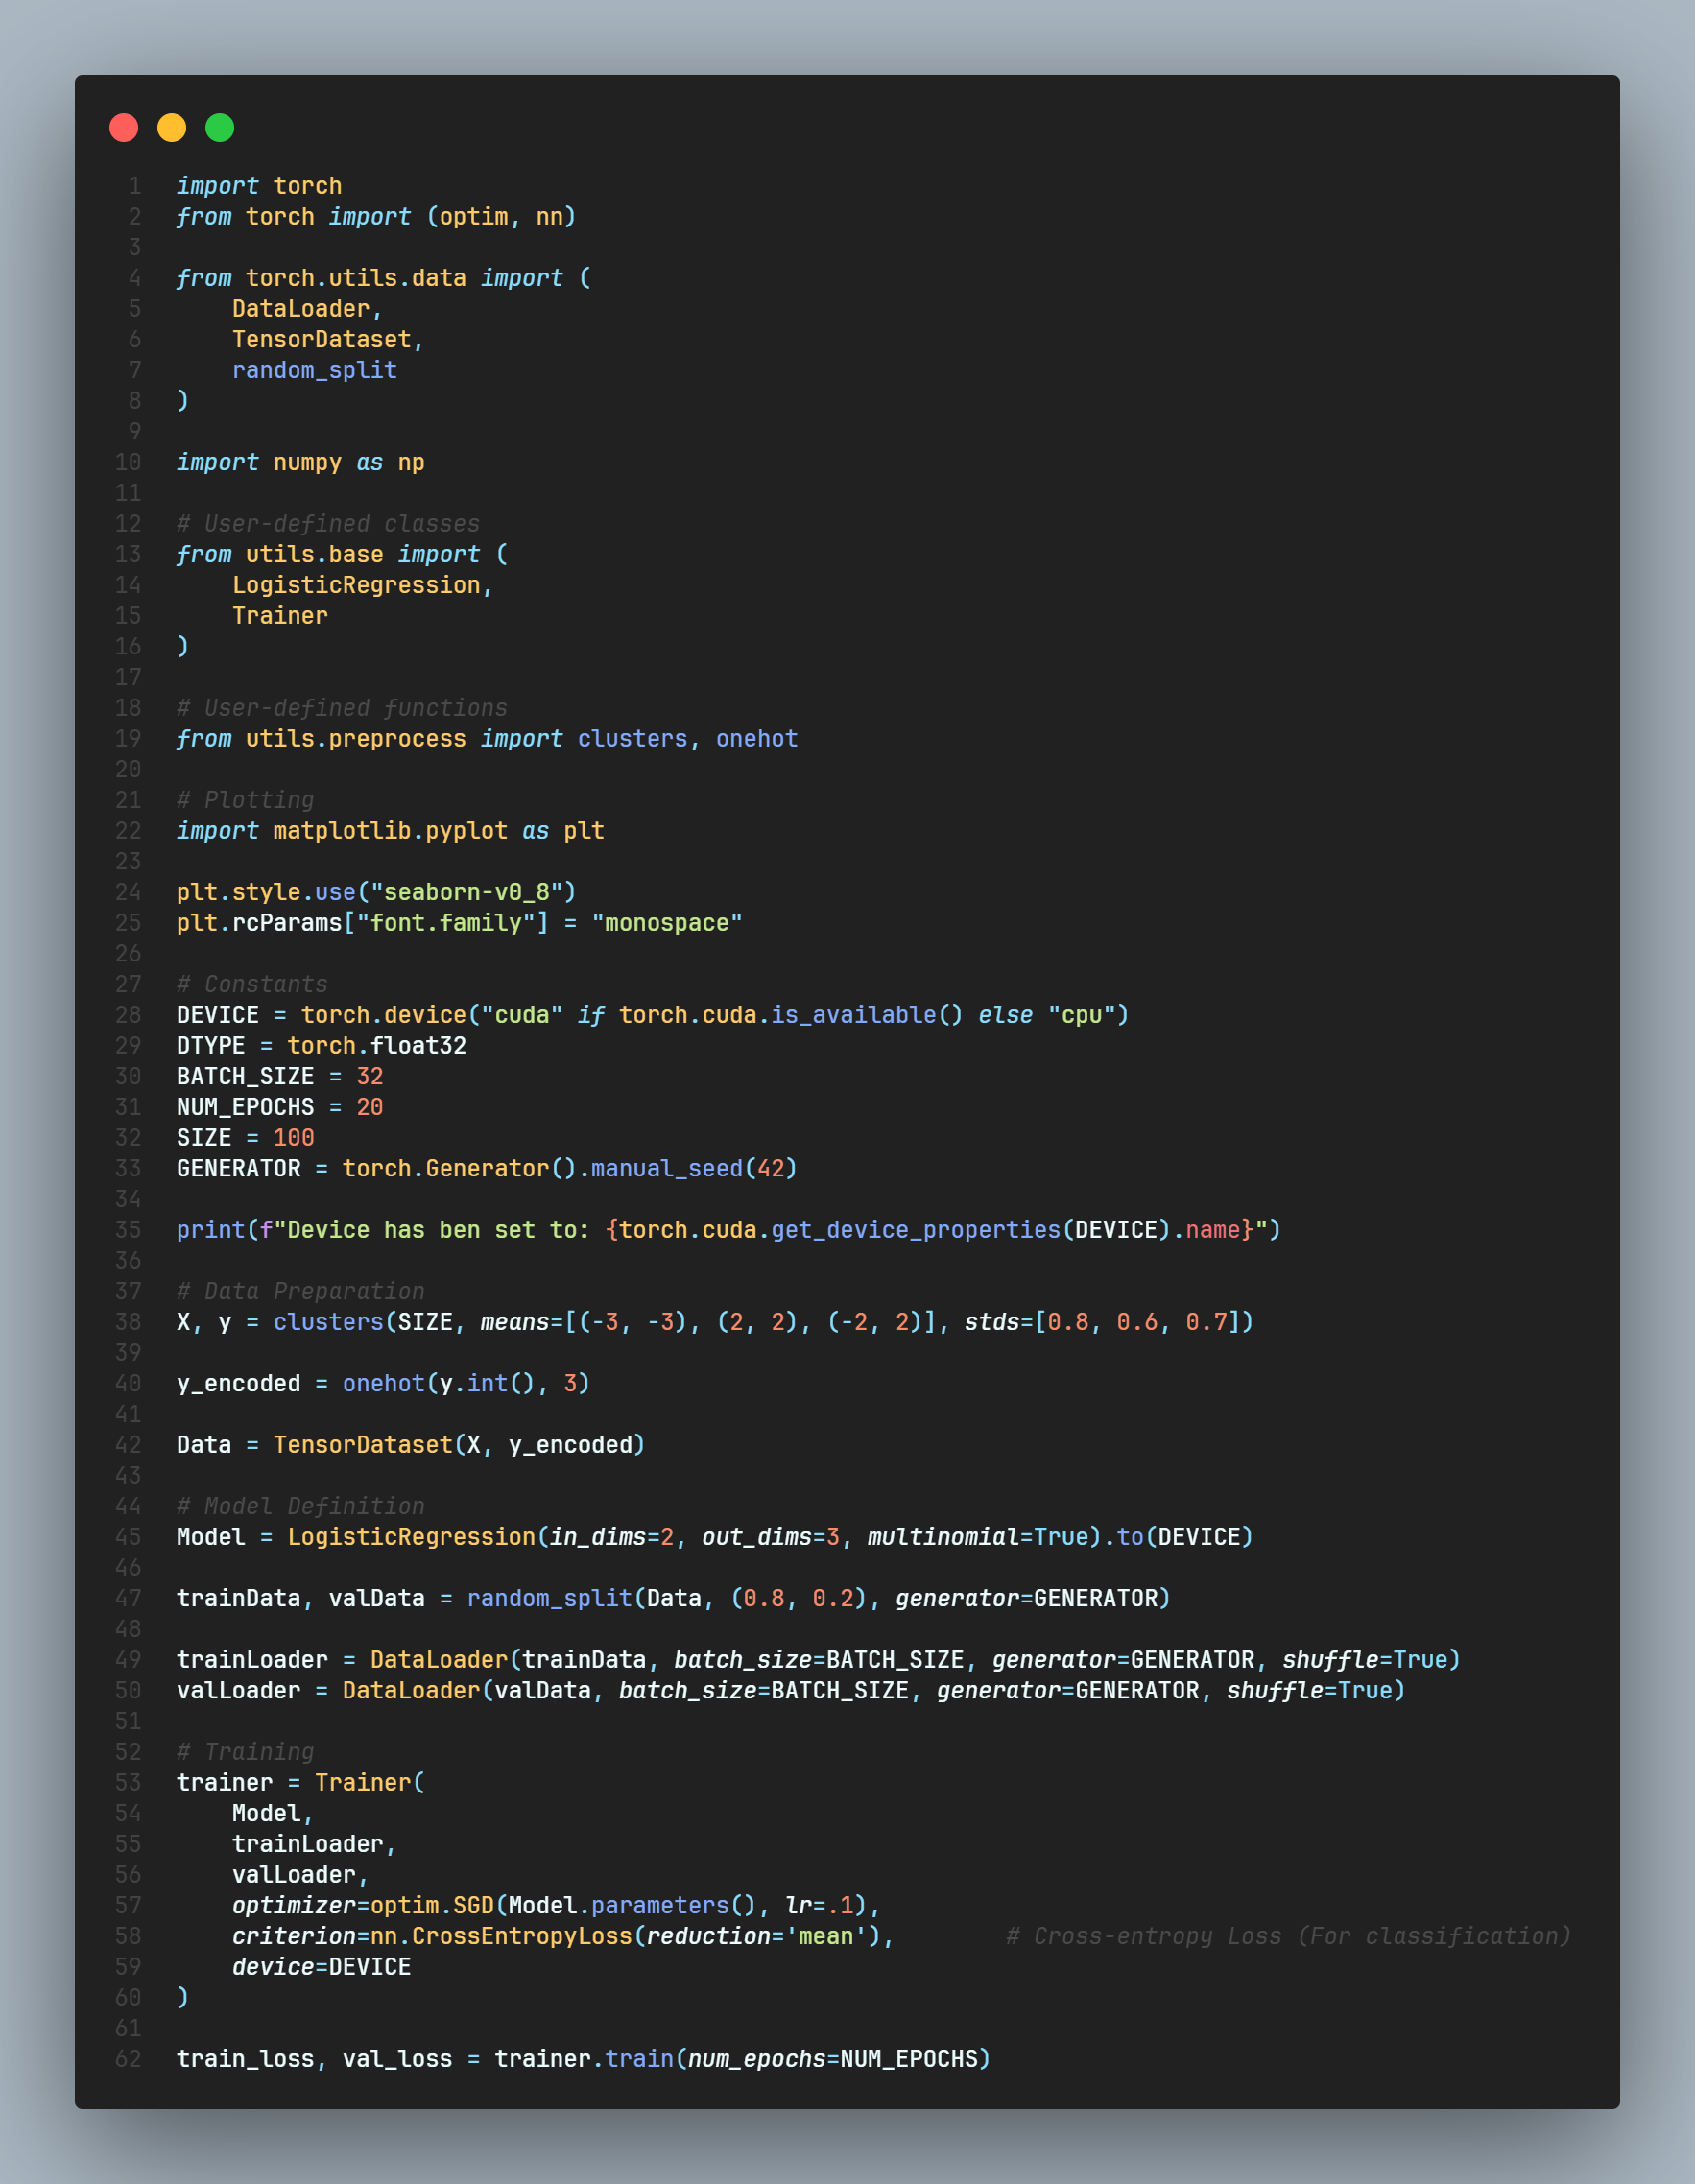 1 import torch
2 from torch import (optim, nn)
3
4 from torch.utils.data import (
5     DataLoader,
6     TensorDataset,
7     random_split
8 )
9
10 import numpy as np
11
12 # User-defined classes
13 from utils.base import (
14     LogisticRegression,
15     Trainer
16 )
17
18 # User-defined functions
19 from utils.preprocess import clusters, onehot
20
21 # Plotting
22 import matplotlib.pyplot as plt
23
24 plt.style.use("seaborn-v0_8")
25 plt.rcParams["font.family"] = "monospace"
26
27 # Constants
28 DEVICE = torch.device("cuda" if torch.cuda.is_available() else "cpu")
29 DTYPE = torch.float32
30 BATCH_SIZE = 32
31 NUM_EPOCHS = 20
32 SIZE = 100
33 GENERATOR = torch.Generator().manual_seed(42)
34
35 print(f"Device has ben set to: {torch.cuda.get_device_properties(DEVICE).name}")
36
37 # Data Preparation
38 X, y = clusters(SIZE, means=[(-3, -3), (2, 2), (-2, 2)], stds=[0.8, 0.6, 0.7])
39
40 y_encoded = onehot(y.int(), 3)
41
42 Data = TensorDataset(X, y_encoded)
43
44 # Model Definition
45 Model = LogisticRegression(in_dims=2, out_dims=3, multinomial=True).to(DEVICE)
46
47 trainData, valData = random_split(Data, (0.8, 0.2), generator=GENERATOR)
48
49 trainLoader = DataLoader(trainData, batch_size=BATCH_SIZE, generator=GENERATOR, shuffle=True)
50 valLoader = DataLoader(valData, batch_size=BATCH_SIZE, generator=GENERATOR, shuffle=True)
51
52 # Training
53 trainer = Trainer(
54     Model,
55     trainLoader,
56     valLoader,
57     optimizer=optim.SGD(Model.parameters(), lr=.1),
58     criterion=nn.CrossEntropyLoss(reduction='mean'),        # Cross-entropy Loss (For classification)
59     device=DEVICE
60 )
61
62 train_loss, val_loss = trainer.train(num_epochs=NUM_EPOCHS)